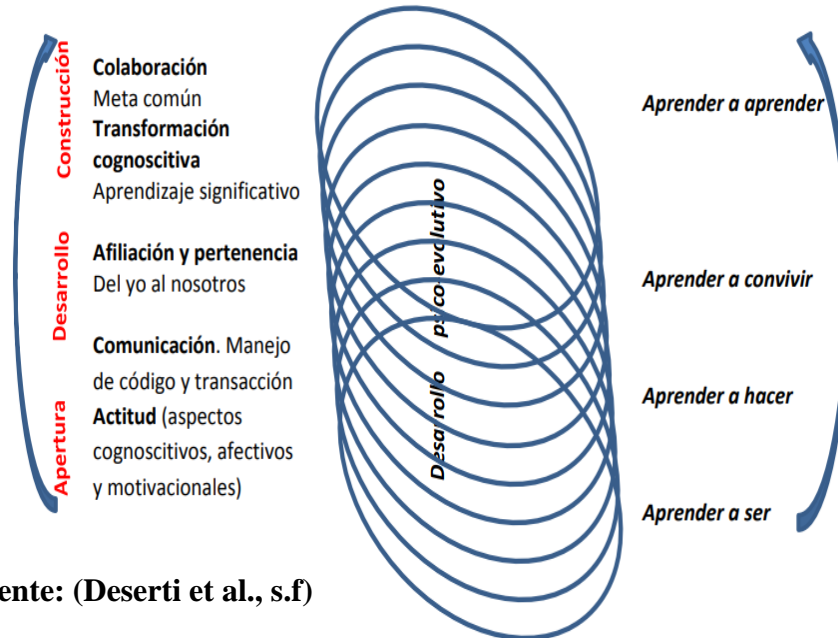 Construcción
Colaboración
Meta común
Transformación
cognoscitiva
Aprendizaje significativo
Desarrollo
Afiliación y pertenencia
Del yo al nosotros
Apertura
Comunicación. Manejo
de código y transacción
Actitud (aspectos
cognoscitivos, afectivos
y motivacionales)
Desarrollo psico-evolutivo
Aprender a aprender
Aprender a convivir
Aprender a hacer
Aprender a ser
ente: (Deserti et al., s.f)